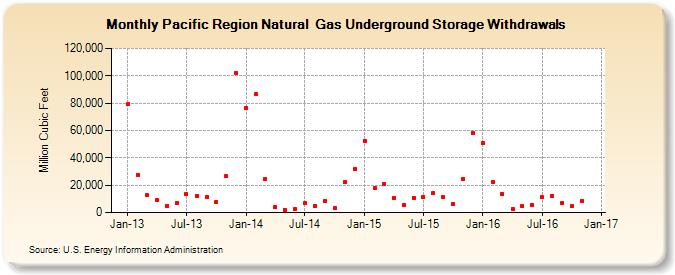 Monthly Pacific Region Natural  Gas Underground Storage Withdrawals
Million Cubic Feet
120,000
100,000
80,000
60,000
40,000
20,000
0
Jan-13 Jul-13 Jan-14 Jul-14 Jan-15 Jul-15 Jan-16 Jul-16 Jan-17
Source: U.S. Energy Information Administration